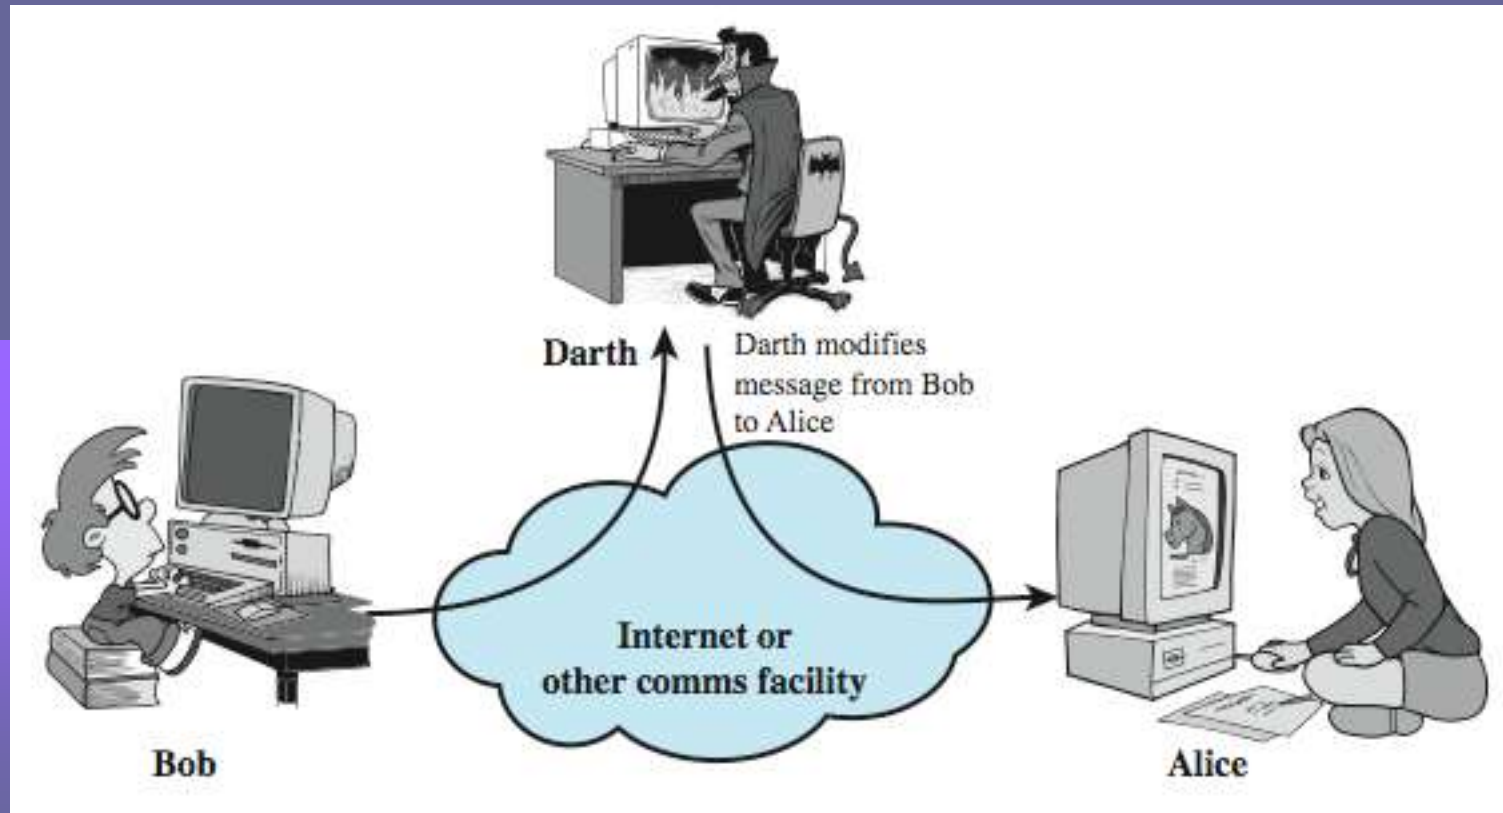 Darth
Darth modifies
message from Bob
to Alice
Internet or
other comms facility
Bob
Alice